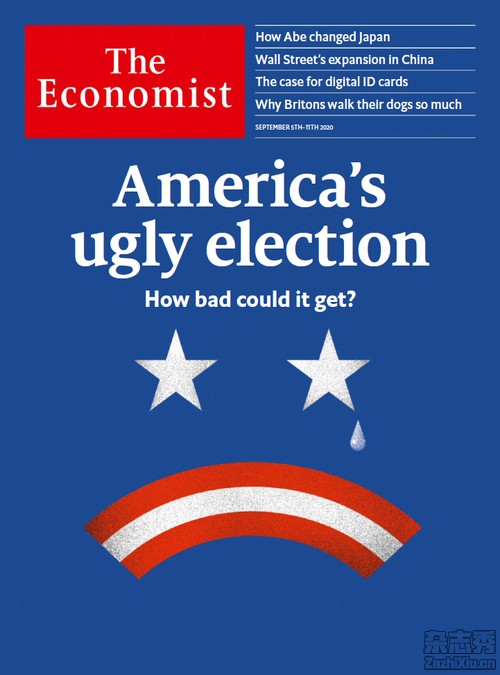 The
Economist
How Abe changed Japan
Wall Street's expansion in China
The case for digital ID cards
Why Britons walk their dogs so much
SEPTEMBER 5TH–11TH 2020
America's
ugly election
How bad could it get?
杂志秀
ZazhiXiu.cn